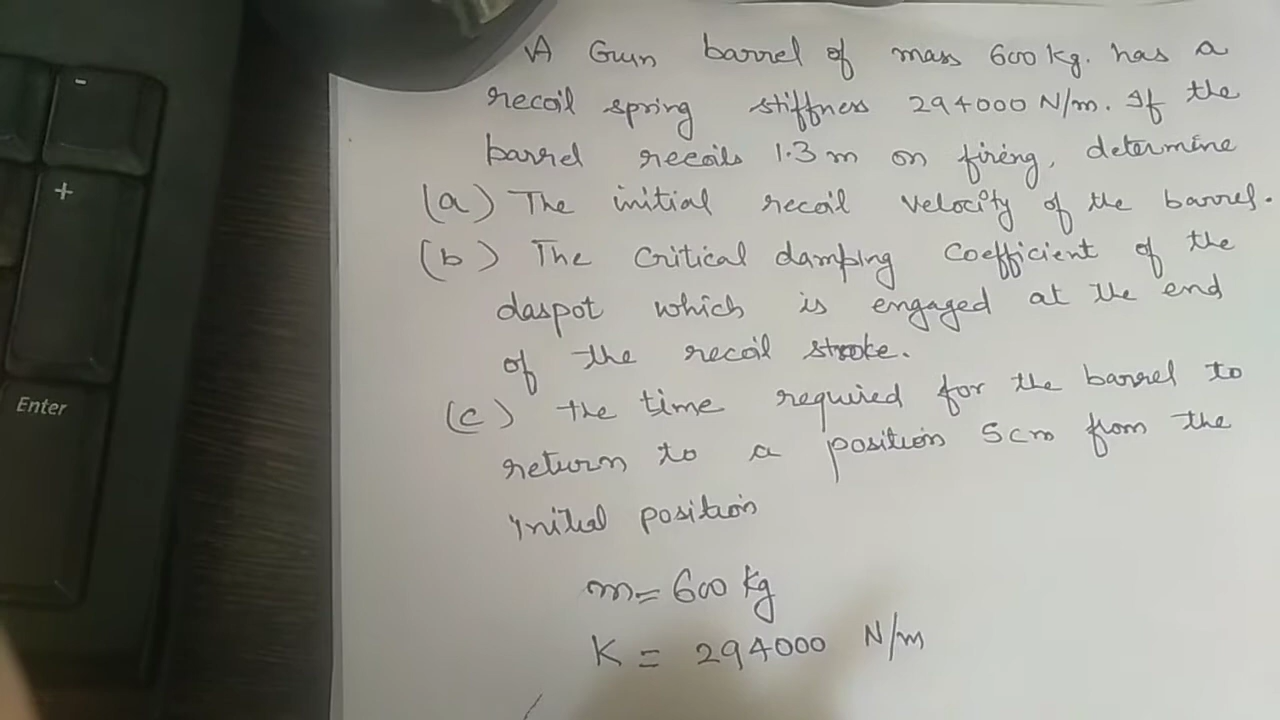 -
+
Enter
A Gun barrel of mass 600 kg. has a
recoil spring stiffness 294000 N/m. If the
barrel recoils 1.3 m on firing, determine
(a) The initial recoil velocity of the barrel.
(b) The critical damping coefficient of the
daspot which is engaged at the end
of the recoil stroke.
(c) the time required for the barrel to
return to a position 5cm from the
initial position
m = 600 kg
K = 294000 N/m